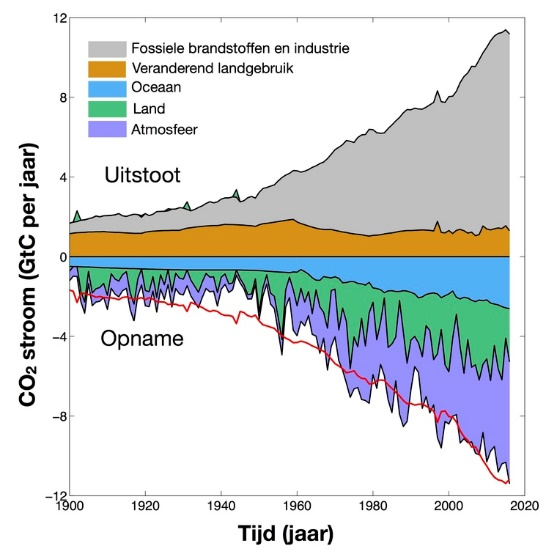 12
8
4
0
−4
−8
−12
CO₂ stroom (GtC per jaar)
Fossiele brandstoffen en industrie
Veranderend landgebruik
Oceaan
Land
Atmosfeer
Uitstoot
Opname
1900 1920 1940 1960 1980 2000 2020
Tijd (jaar)